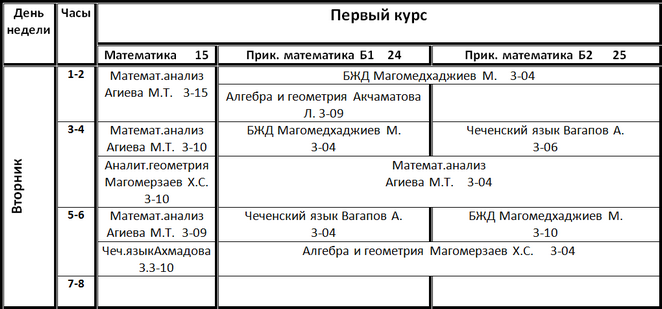 День недели
Часы
Первый курс
Математика 15
Прик. математика Б1 24
Прик. математика Б2 25
Вторник
1-2
Математ.анализ
Агиева М.Т. 3-15
БЖД Магомедхаджиев М. 3-04
Алгебра и геометрия Акчаматова
Л. 3-09
3-4
Математ.анализ
Агиева М.Т. 3-10
БЖД Магомедхаджиев М.
3-04
Чеченский язык Вагапов А.
3-06
Аналит.геометрия
Магомерзаев Х.С.
3-10
Математ.анализ
Агиева М.Т. 3-04
5-6
Математ.анализ
Агиева М.Т. 3-09
Чеченский язык Вагапов А.
3-04
БЖД Магомедхаджиев М.
3-10
Чеч.языкАхмадова
З.3-10
Алгебра и геометрия Магомерзаев Х.С. 3-04
7-8